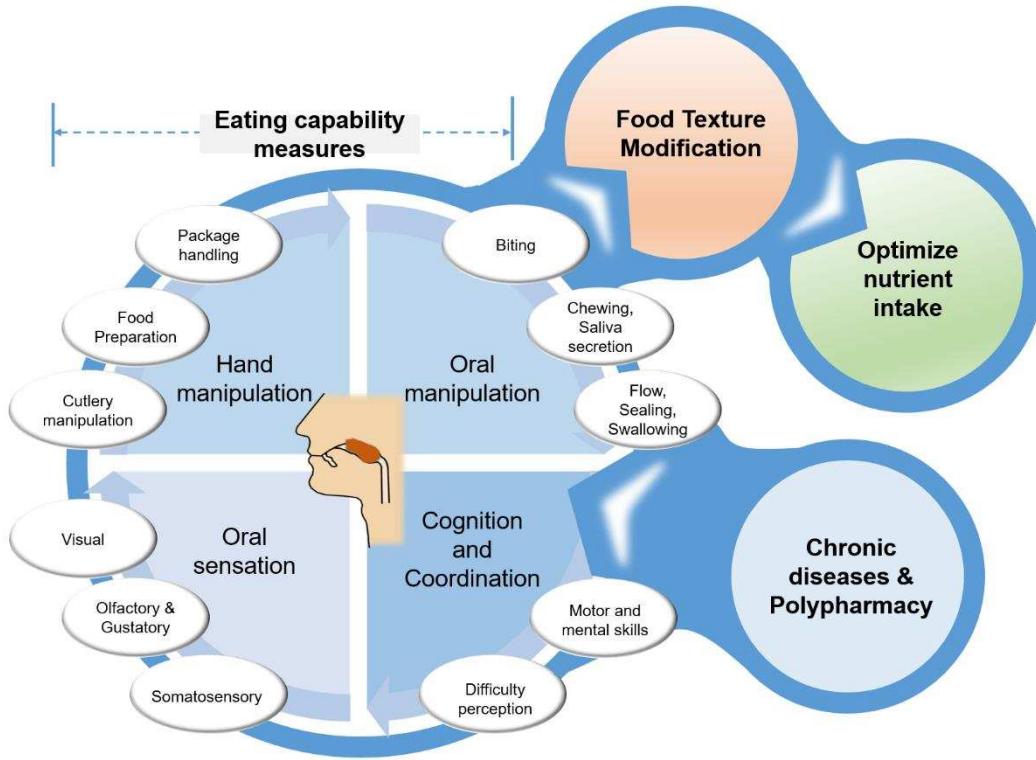 Eating capability
measures
Food Texture
Modification
Optimize
nutrient
intake
Package
handling
Food
Preparation
Cutlery
manipulation
Hand
manipulation
Biting
Chewing,
Saliva
secretion
Flow,
Sealing,
Swallowing
Oral
manipulation
Visual
Olfactory &
Gustatory
Somatosensory
Oral
sensation
Cognition
and
Coordination
Motor and
mental skills
Difficulty
perception
Chronic
diseases &
Polypharmacy